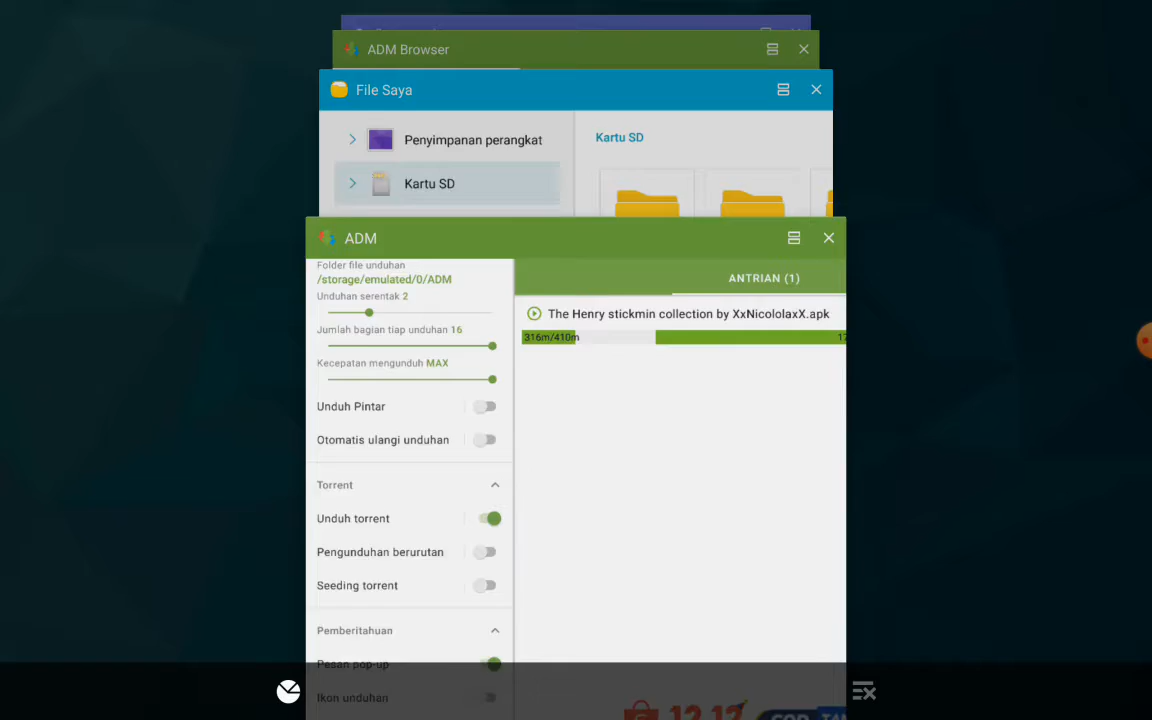 ADM Browser
File Saya
Penyimpanan perangkat
Kartu SD
Kartu SD
ADM
Folder file unduhan
/storage/emulated/0/ADM
Unduhan serentak 2
Jumlah bagian tiap unduhan 16
Kecepatan mengunduh MAX
Unduh Pintar
Otomatis ulangi unduhan
Torrent
Unduh torrent
Pengunduhan berurutan
Seeding torrent
Pemberitahuan
Pesan pop-up
Ikon unduhan
ANTRIAN (1)
The Henry stickmin collection by XxNicololaxX.apk
316m/410m
17
12.12
COD